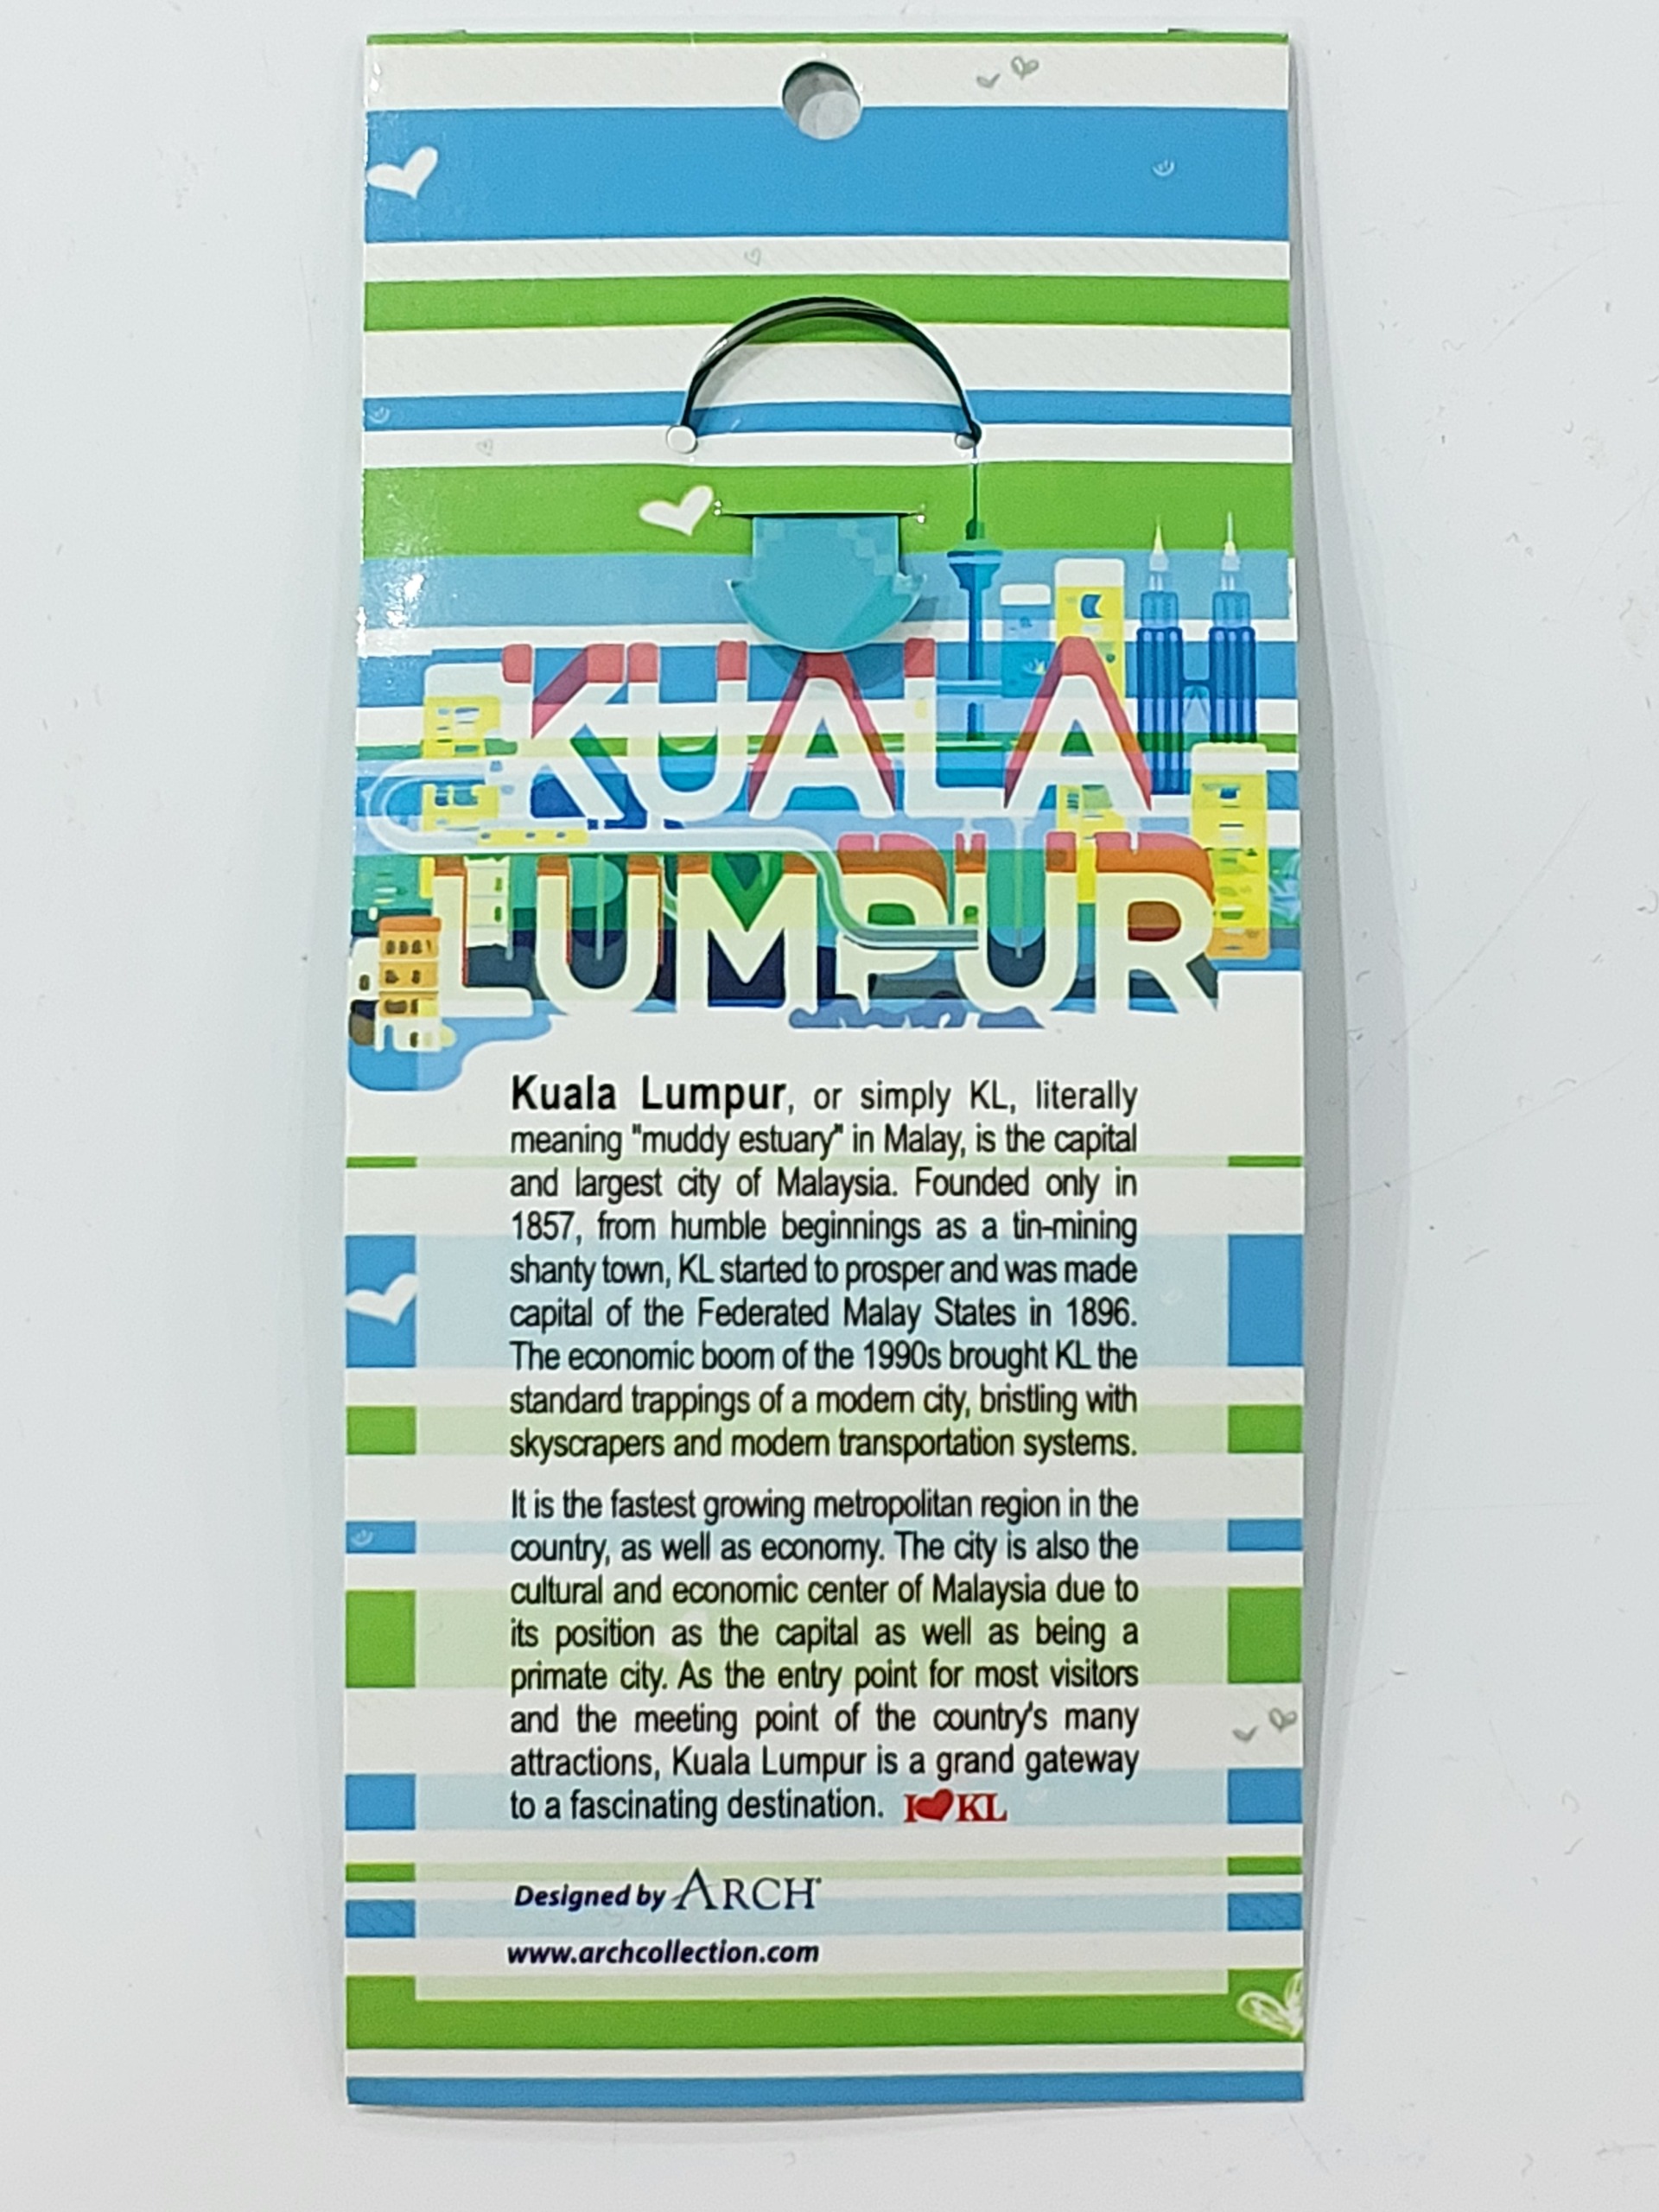 KUALA
LUMPUR
Kuala Lumpur, or simply KL, literally
meaning "muddy estuary" in Malay, is the capital
and largest city of Malaysia. Founded only in
1857, from humble beginnings as a tin-mining
shanty town, KL started to prosper and was made
capital of the Federated Malay States in 1896.
The economic boom of the 1990s brought KL the
standard trappings of a modern city, bristling with
skyscrapers and modern transportation systems.
It is the fastest growing metropolitan region in the
country, as well as economy. The city is also the
cultural and economic center of Malaysia due to
its position as the capital as well as being a
primate city. As the entry point for most visitors
and the meeting point of the country's many
attractions, Kuala Lumpur is a grand gateway
to a fascinating destination. I❤KL
Designed by ARCH
www.archcollection.com